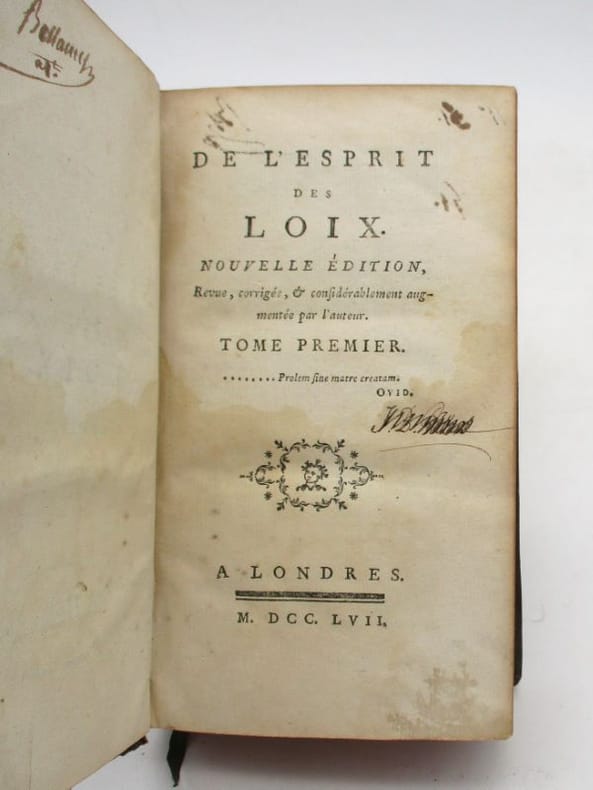 DE L'ESPRIT
DES
LOIX.
NOUVELLE ÉDITION,
Revue, corrigée, & considérablement aug-
mentée par l'auteur.
TOME PREMIER.
........ Prolem sine matre creatam.
OVID.
A LONDRES.
M. DCC. LVII.